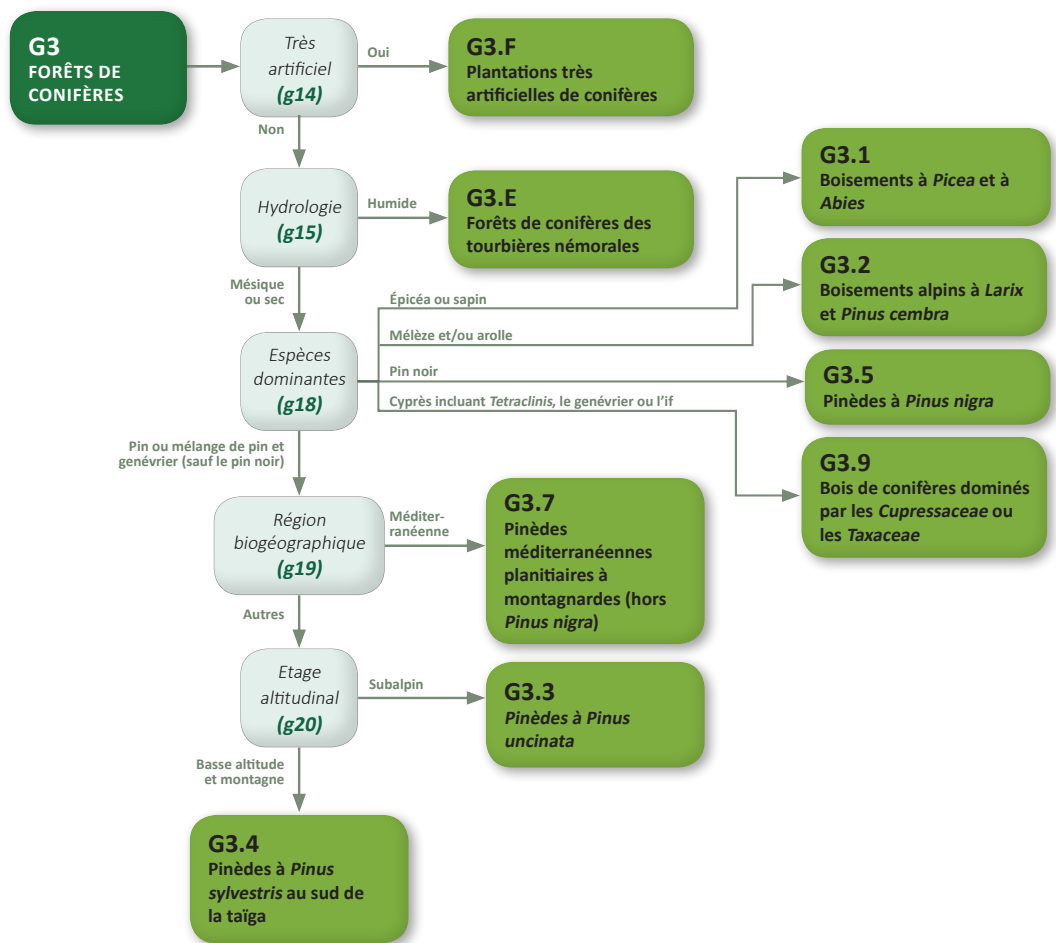 G3
FORÊTS DE
CONIFÈRES
Très
artificiel
(g14)
Oui
G3.F
Plantations très
artificielles de conifères
Non
Hydrologie
(g15)
Humide
G3.E
Forêts de conifères des
tourbières némorales
G3.1
Boisements à Picea et à
Abies
G3.2
Boisements alpins à Larix
et Pinus cembra
Mésique
ou sec
Espèces
dominantes
(g18)
Épicéa ou sapin
Mélèze et/ou arolle
Pin noir
Cyprès incluant Tetraclinis, le genévrier ou l’if
G3.5
Pinèdes à Pinus nigra
G3.9
Bois de conifères dominés
par les Cupressaceae ou
les Taxaceae
Pin ou mélange de pin et
genévrier (sauf le pin noir)
Région
biogéographique
(g19)
Méditer-
ranéenne
G3.7
Pinèdes
méditerranéennes
planitiaires à
montagnardes (hors
Pinus nigra)
Autres
Etage
altitudinal
(g20)
Subalpin
G3.3
Pinèdes à Pinus
uncinata
Basse altitude
et montagne
G3.4
Pinèdes à Pinus
sylvestris au sud de
la taïga